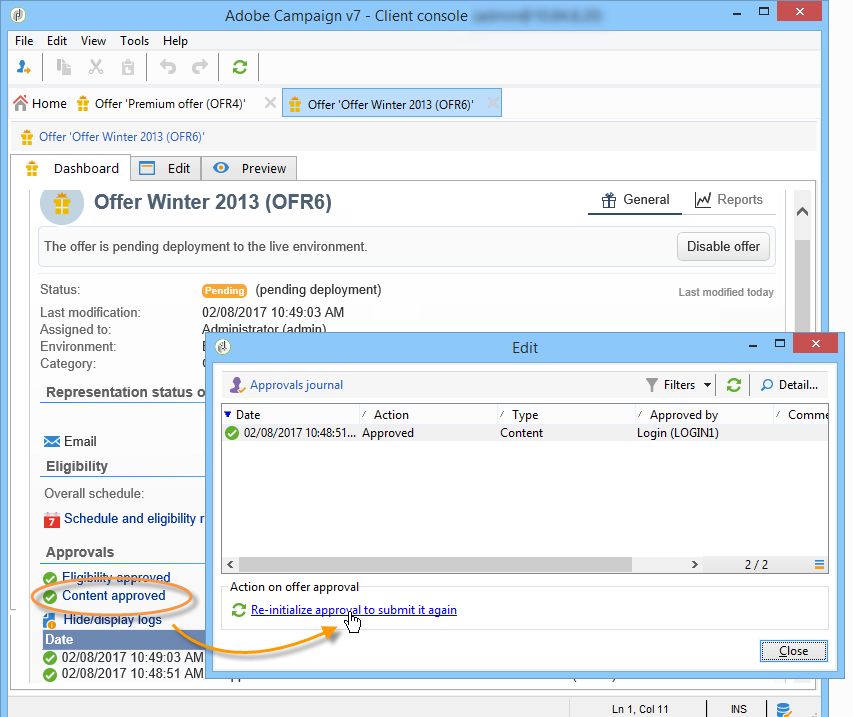 Adobe Campaign v7 - Client console
File Edit View Tools Help
Home Offer 'Premium offer (OFR4)' Offer 'Offer Winter 2013 (OFR6)'
Offer 'Offer Winter 2013 (OFR6)'
Dashboard Edit Preview
Offer Winter 2013 (OFR6) General Reports
The offer is pending deployment to the live environment. Disable offer
Status: Pending (pending deployment) Last modified today
Last modification: 02/08/2017 10:49:03 AM
Assigned to: Administrator (admin)
Environment:
Category:
Representation status o
Email
Eligibility
Overall schedule:
7 Schedule and eligibility r
Approvals
Eligibility approved
Content approved
Hide/display logs
Date
02/08/2017 10:49:03 AM
02/08/2017 10:48:51 AM
Edit
Approvals journal Filters Detail...
Date Action Type Approved by Comme
02/08/2017 10:48:51... Approved Content Login (LOGIN1)
2 / 2
Action on offer approval
Re-initialize approval to submit it again
Close
Ln 1, Col 11 INS